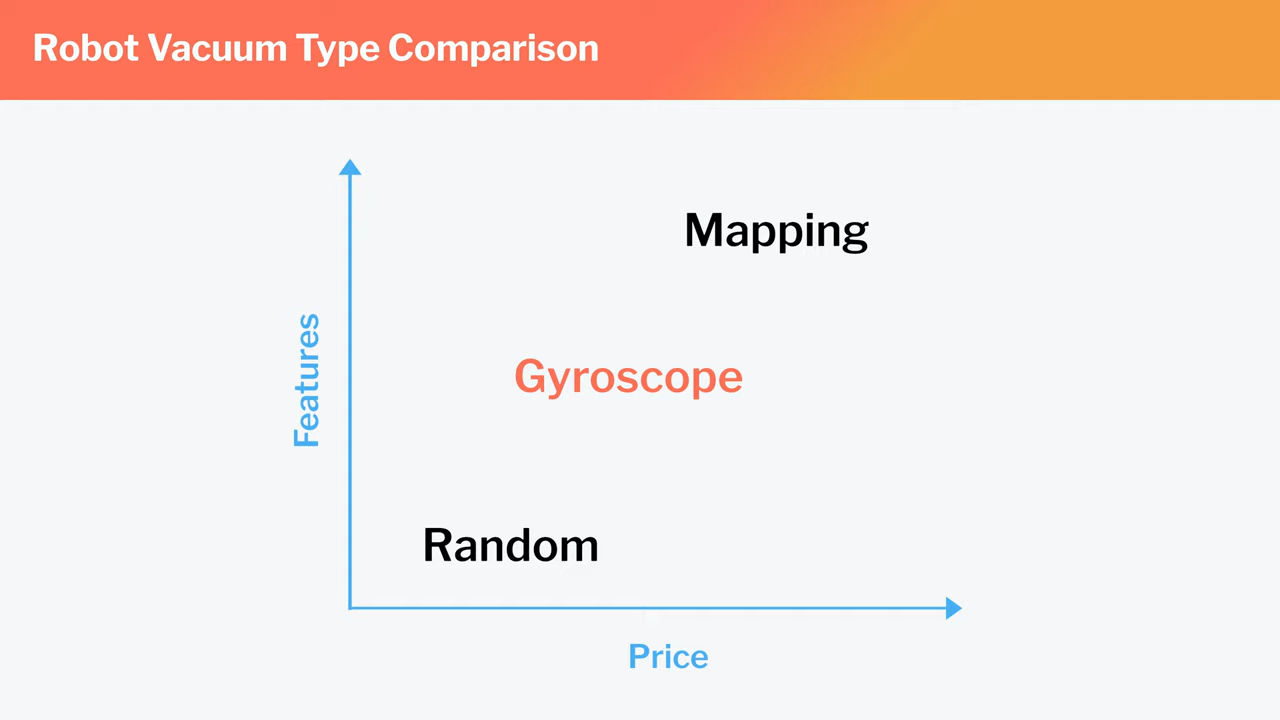 Robot Vacuum Type Comparison
Mapping
Features
Gyroscope
Random
Price